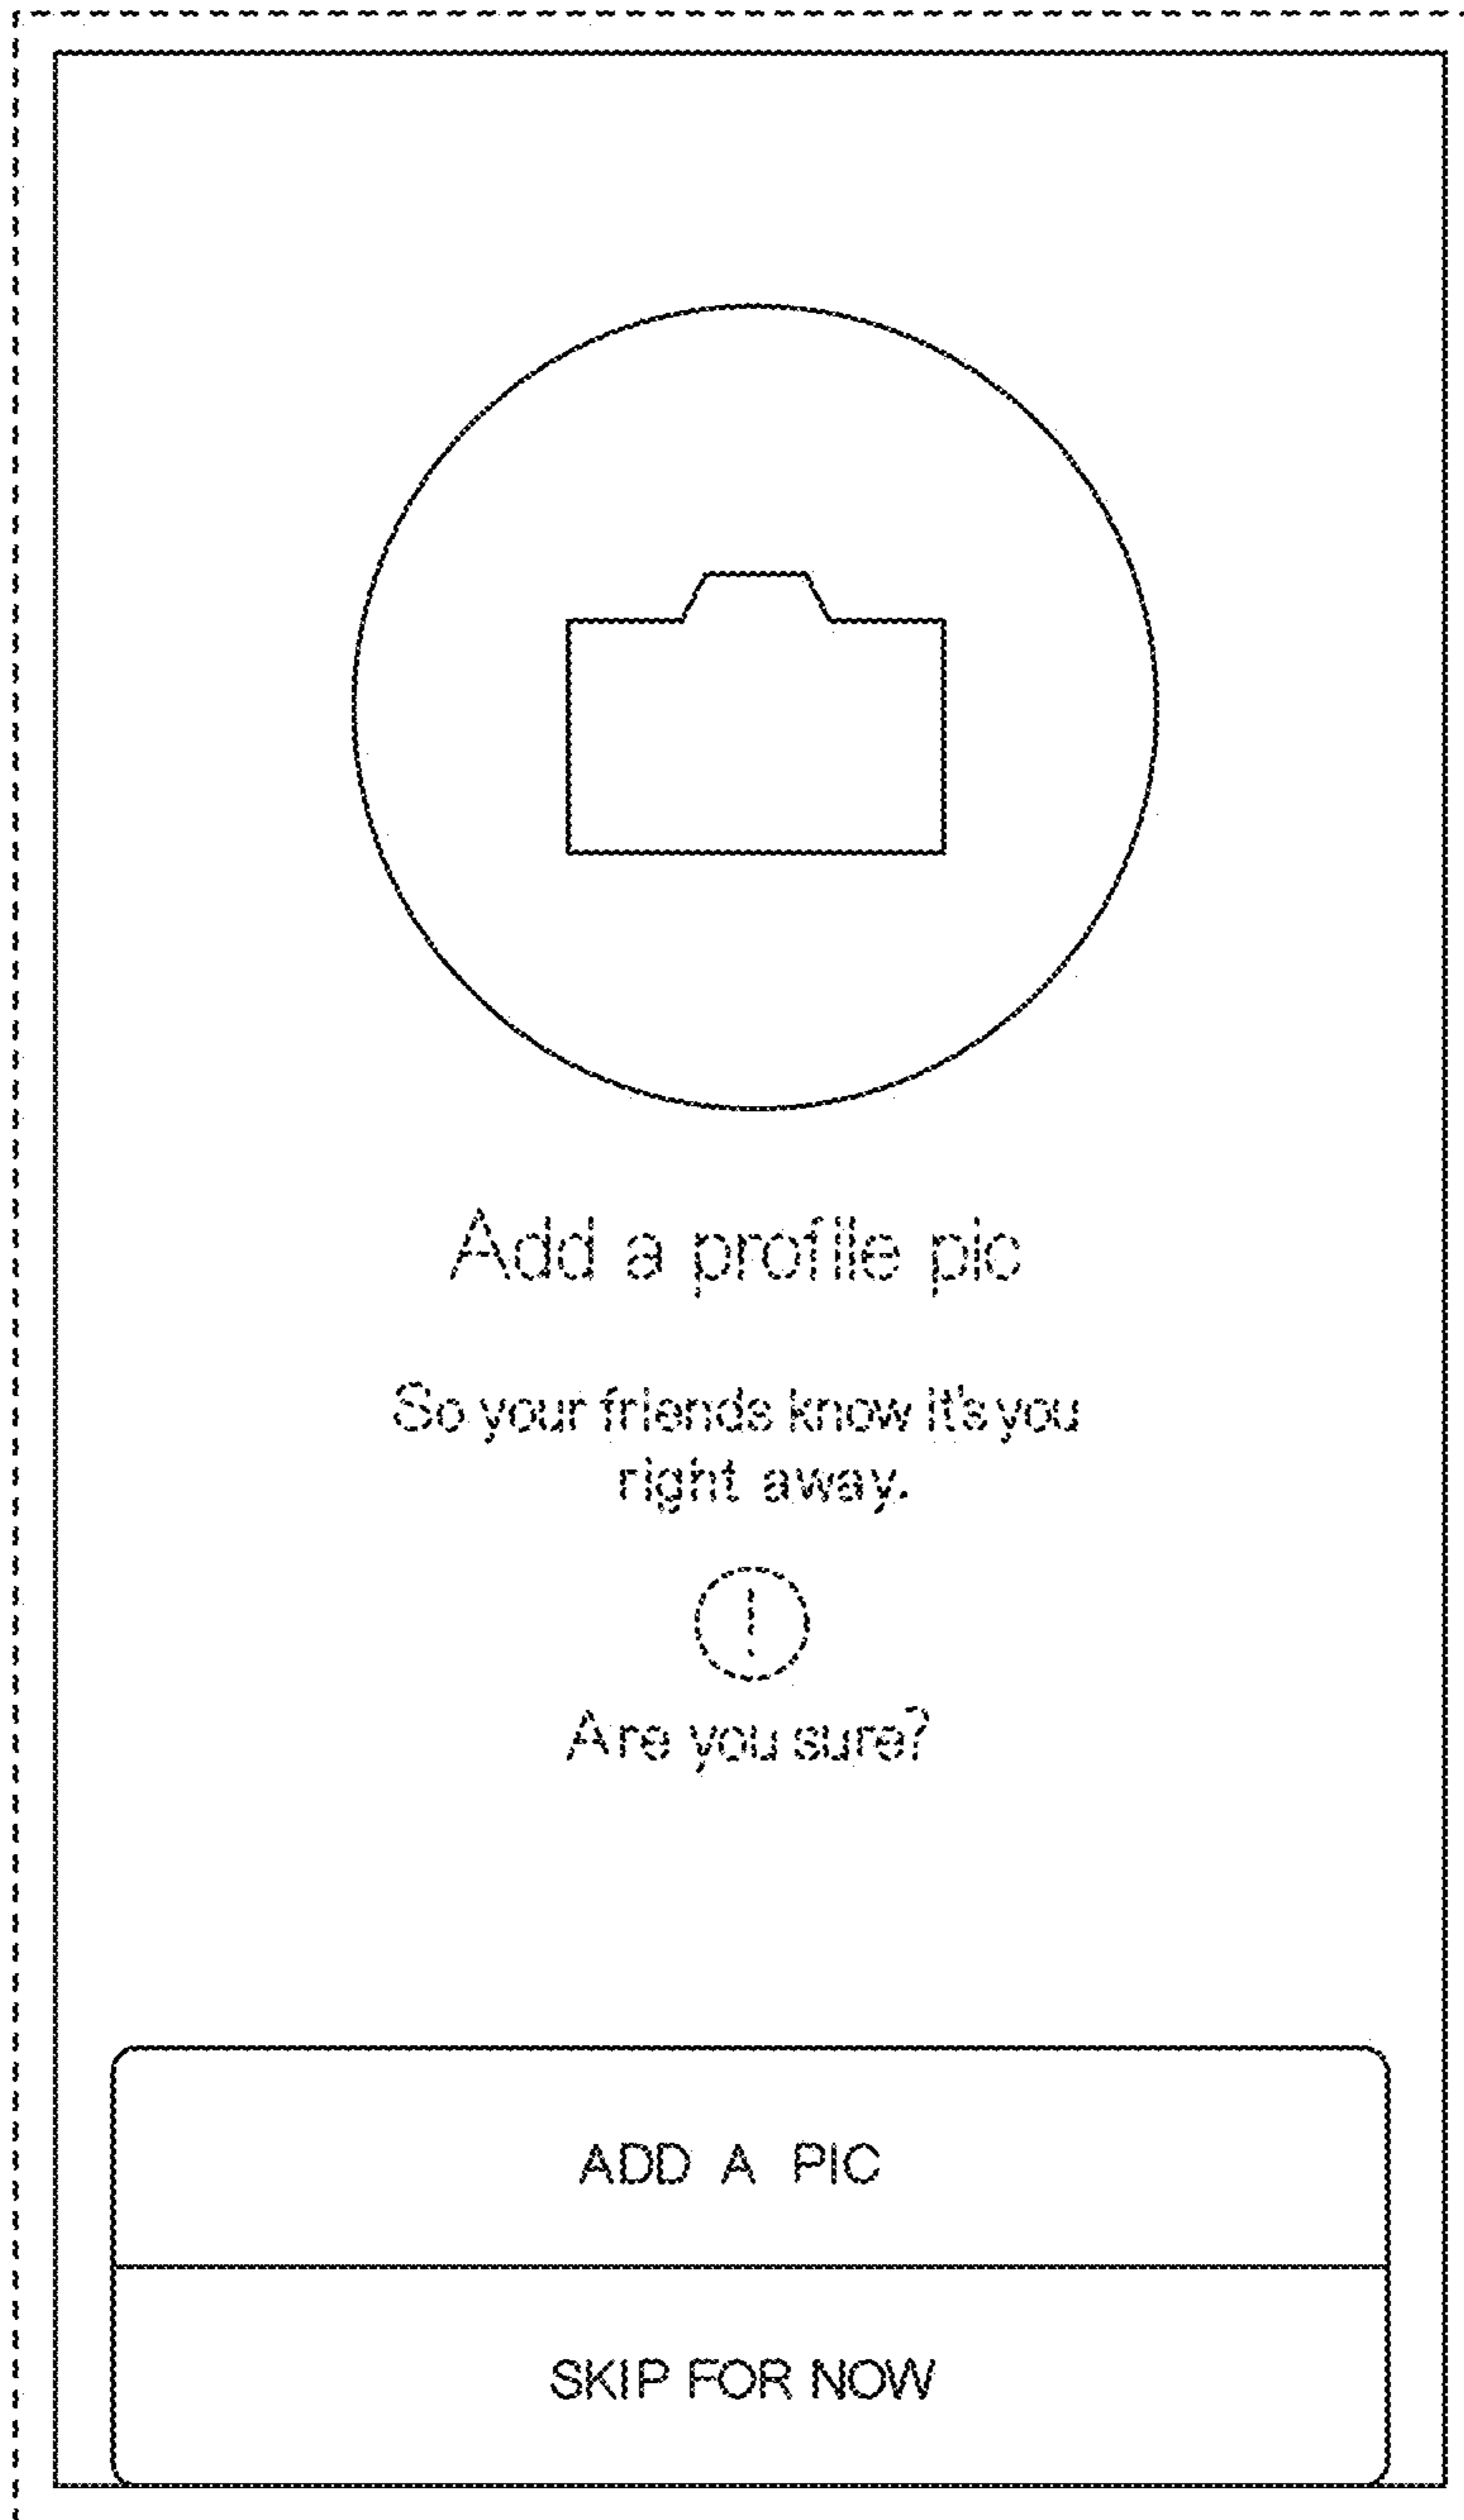 Add a profile pic
So your friends know it's you
right away.
!
Are you sure?
ADD A PIC
SKIP FOR NOW